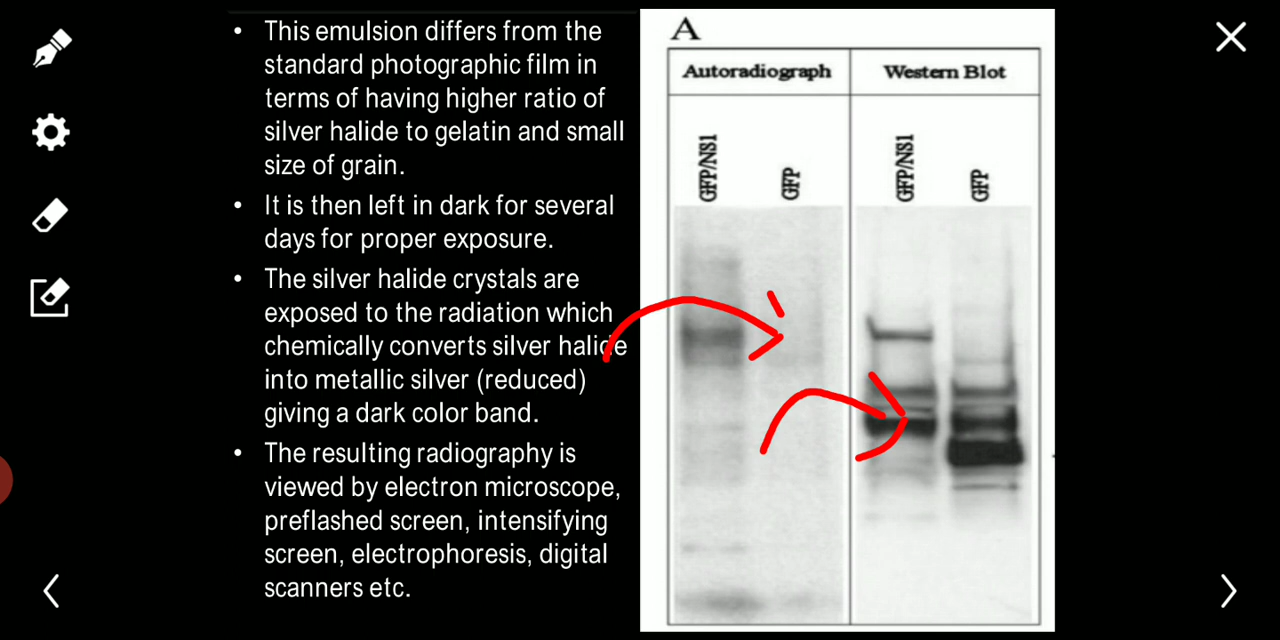 This emulsion differs from the
standard photographic film in
terms of having higher ratio of
silver halide to gelatin and small
size of grain.
It is then left in dark for several
days for proper exposure.
The silver halide crystals are
exposed to the radiation which
chemically converts silver halide
into metallic silver (reduced)
giving a dark color band.
The resulting radiography is
viewed by electron microscope,
preflashed screen, intensifying
screen, electrophoresis, digital
scanners etc.
A
Autoradiograph
Western Blot
GFP/NS1
GFP
GFP/NS1
GFP